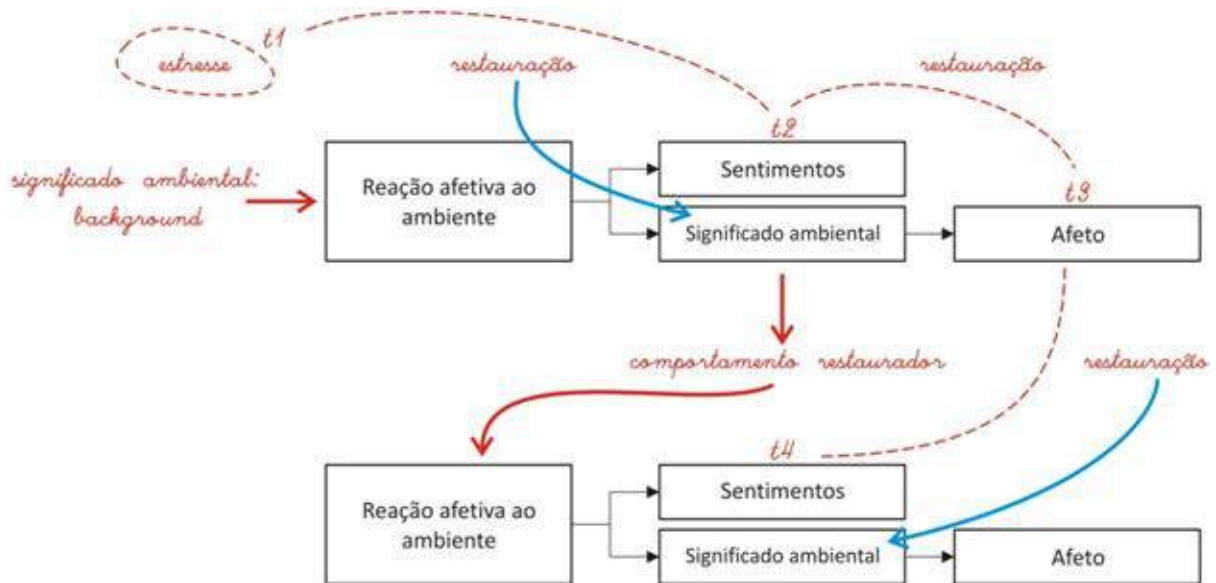 t1
estresse
restauração
restauração
t2
significado ambiental:
background
Reação afetiva ao
ambiente
Sentimentos
Significado ambiental
t3
Afeto
comportamento restaurador
restauração
t4
Reação afetiva ao
ambiente
Sentimentos
Significado ambiental
Afeto